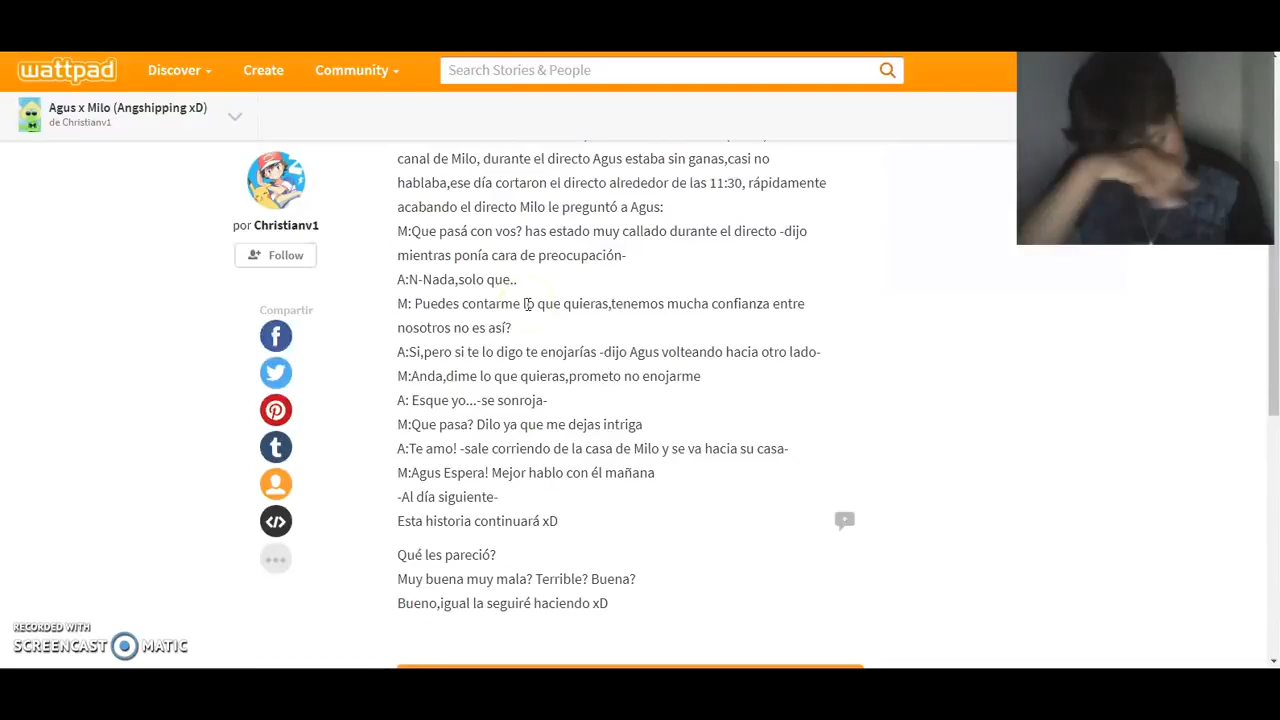 wattpad
Discover
Create
Community
Search Stories & People
Agus x Milo (Angshipping xD)
de Christianv1
por Christianv1
Follow
Compartir
canal de Milo, durante el directo Agus estaba sin ganas,casi no
hablaba,ese día cortaron el directo alrededor de las 11:30, rápidamente
acabando el directo Milo le preguntó a Agus:
M:Que pasá con vos? has estado muy callado durante el directo -dijo
mientras ponía cara de preocupación-
A:N-Nada,solo que..
M: Puedes contarme lo que quieras,tenemos mucha confianza entre
nosotros no es así?
A:Si,pero si te lo digo te enojarías -dijo Agus volteando hacia otro lado-
M:Anda,dime lo que quieras,prometo no enojarme
A: Esque yo...-se sonroja-
M:Que pasa? Dilo ya que me dejas intriga
A:Te amo! -sale corriendo de la casa de Milo y se va hacia su casa-
M:Agus Espera! Mejor hablo con él mañana
-Al día siguiente-
Esta historia continuará xD
Qué les pareció?
Muy buena muy mala? Terrible? Buena?
Bueno,igual la seguiré haciendo xD
RECORDED WITH
SCREENCAST MATIC